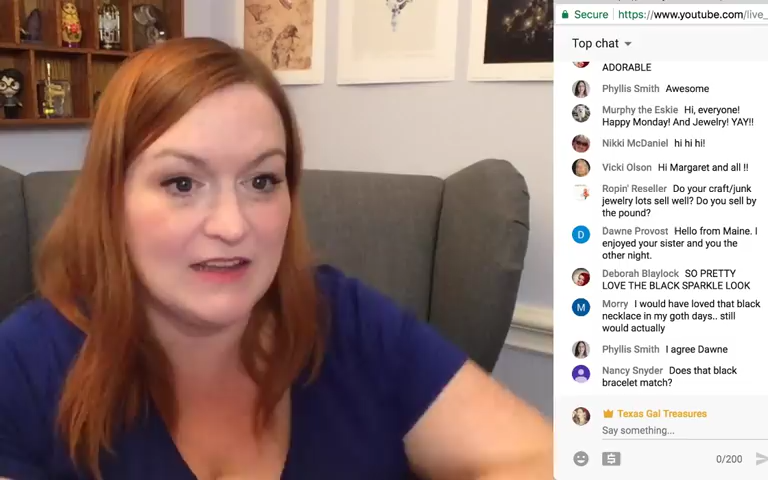 Secure https://www.youtube.com/live_
Top chat
ADORABLE
Phyllis Smith Awesome
Murphy the Eskie Hi, everyone!
Happy Monday! And Jewelry! YAY!!
Nikki McDaniel hi hi hi!
Vicki Olson Hi Margaret and all !!
Ropin' Reseller Do your craft/junk
jewelry lots sell well? Do you sell by
the pound?
D Dawne Provost Hello from Maine. I
enjoyed your sister and you the
other night.
Deborah Blaylock SO PRETTY
LOVE THE BLACK SPARKLE LOOK
M Morry I would have loved that black
necklace in my goth days.. still
would actually
Phyllis Smith I agree Dawne
Nancy Snyder Does that black
bracelet match?
Texas Gal Treasures
Say something...
$ 0/200